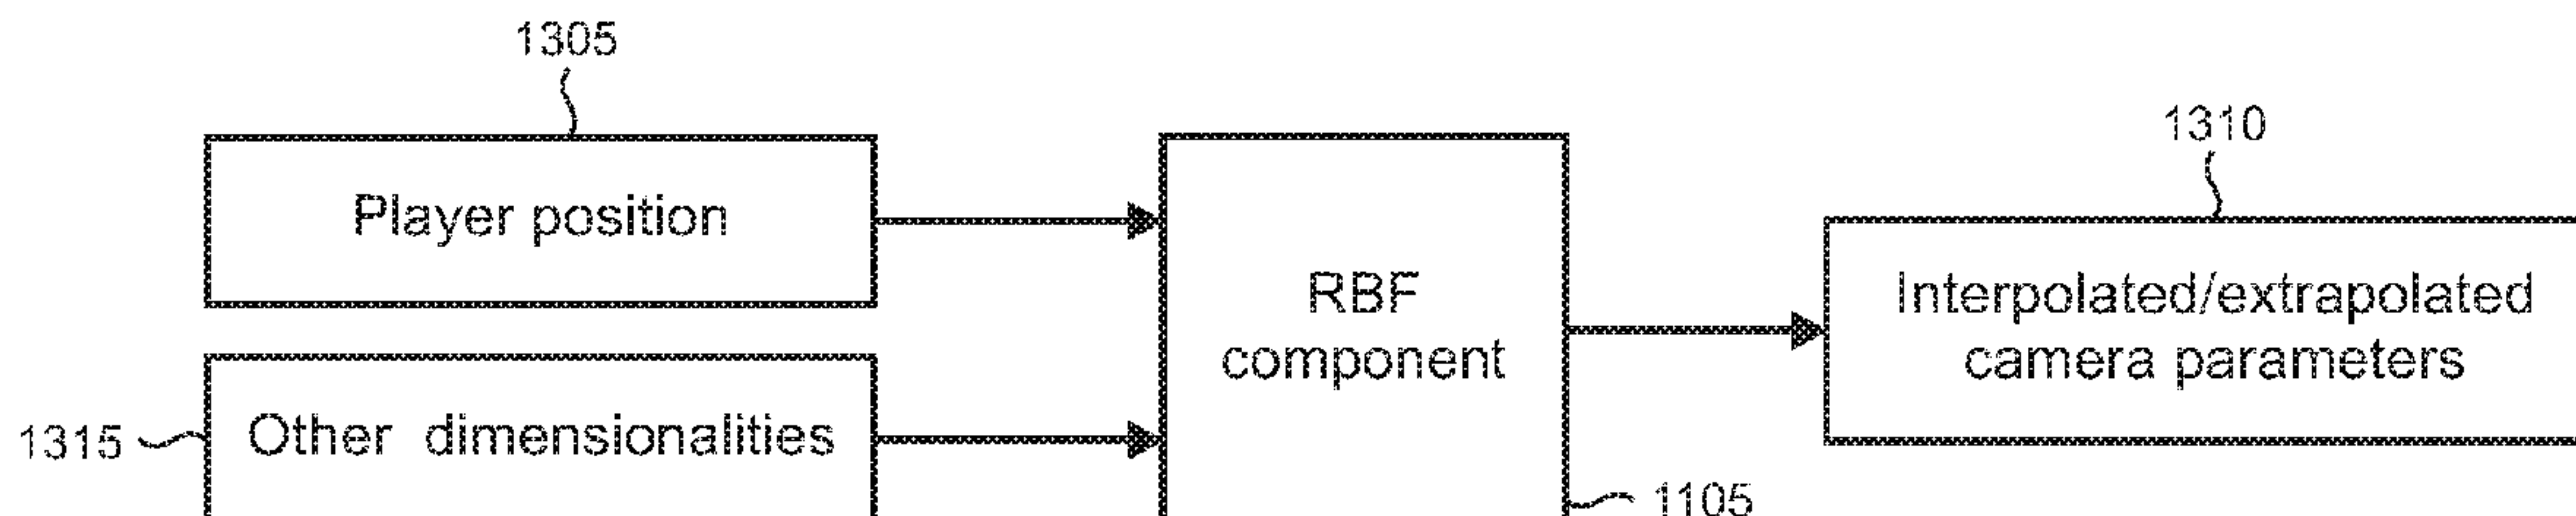 1305
Player position
1315
Other dimensionalities
RBF
component
1105
1310
Interpolated/extrapolated
camera parameters